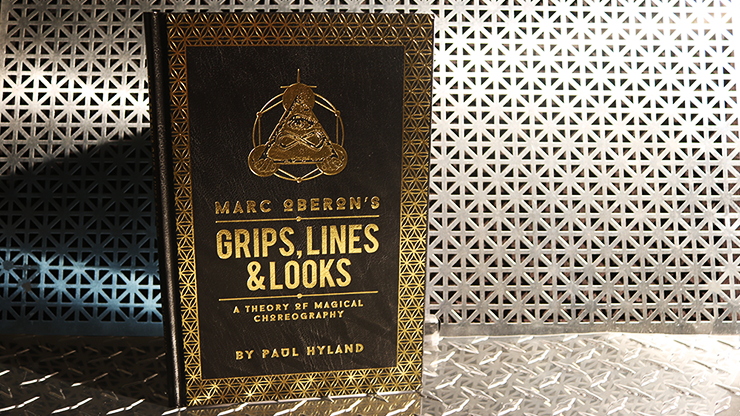 MARC OBERON'S
GRIPS, LINES
& LOOKS
A THEORY OF MAGICAL
CHOREOGRAPHY
BY PAUL HYLAND